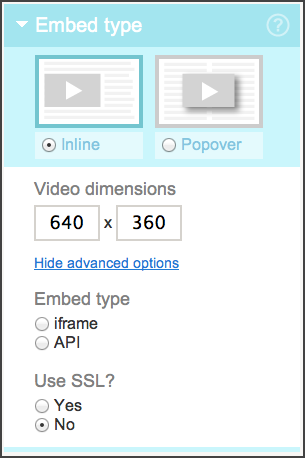 Embed type ?
Inline Popover
Video dimensions
640 x 360
Hide advanced options
Embed type
iframe
API
Use SSL?
Yes
No